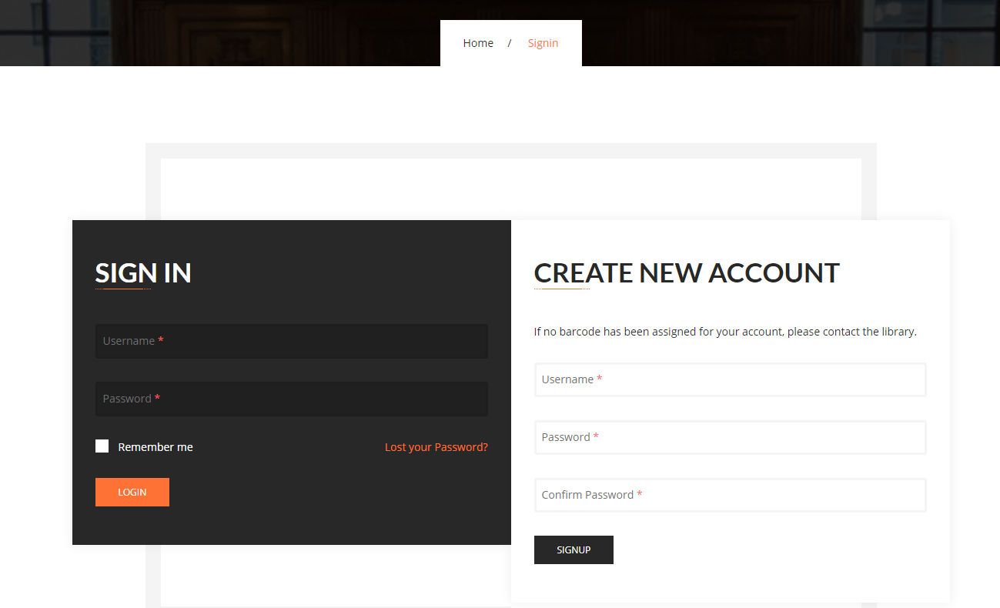 Home / Signin
SIGN IN
Username *
Password *
Remember me
Lost your Password?
LOGIN
CREATE NEW ACCOUNT
If no barcode has been assigned for your account, please contact the library.
Username *
Password *
Confirm Password *
SIGNUP